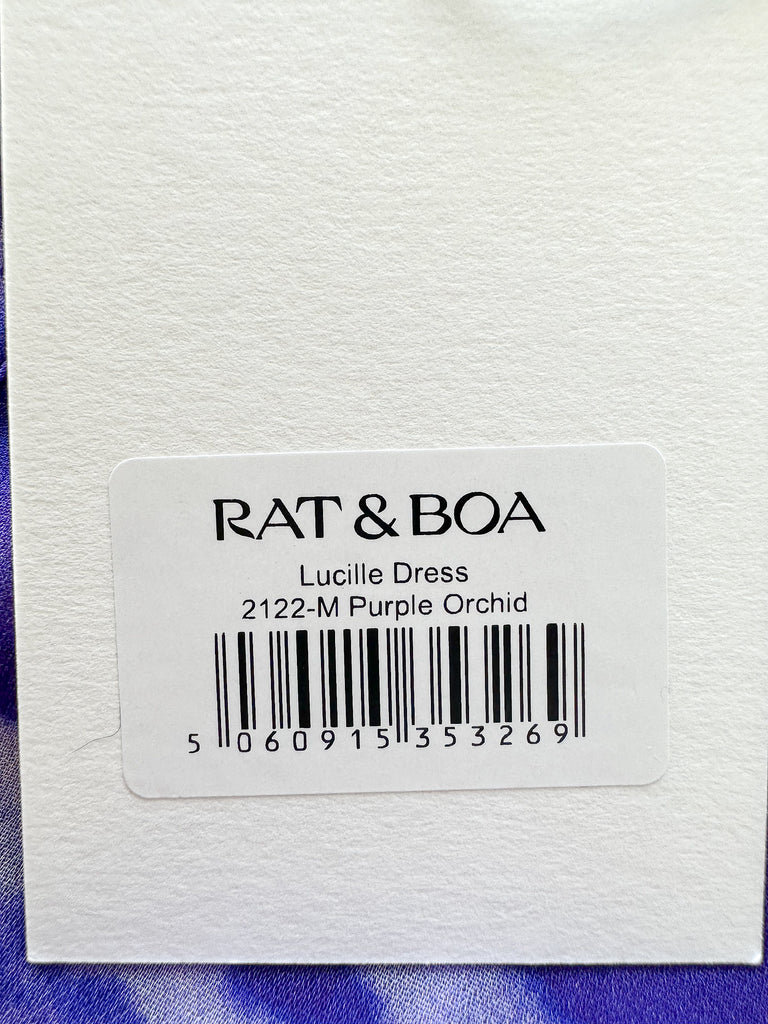 RAT & BOA
Lucille Dress
2122-M Purple Orchid
5 060915 353269